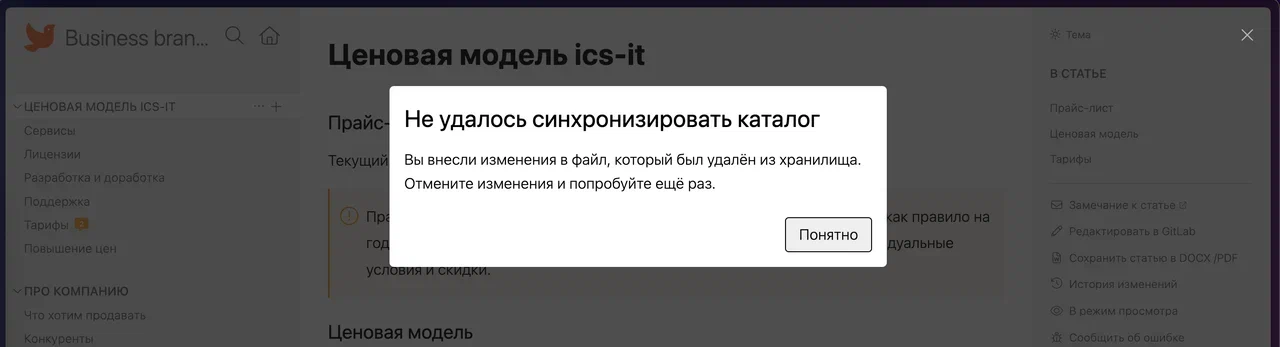 Business bran...
ЦЕНОВАЯ МОДЕЛЬ ICS-IT
Сервисы
Лицензии
Разработка и доработка
Поддержка
Тарифы
Повышение цен
ПРО КОМПАНИЮ
Что хотим продавать
Конкуренты
Ценовая модель ics-it
Прайс-
Текущий
Не удалось синхронизировать каталог
Вы внесли изменения в файл, который был удалён из хранилища.
Отмените изменения и попробуйте ещё раз.
Понятно
Пра
как правило на
год
дуальные
условия и скидки.
Ценовая модель
Тема
В СТАТЬЕ
Прайс-лист
Ценовая модель
Тарифы
Замечание к статье
Редактировать в GitLab
Сохранить статью в DOCX /PDF
История изменений
В режим просмотра
Сообщить об ошибке